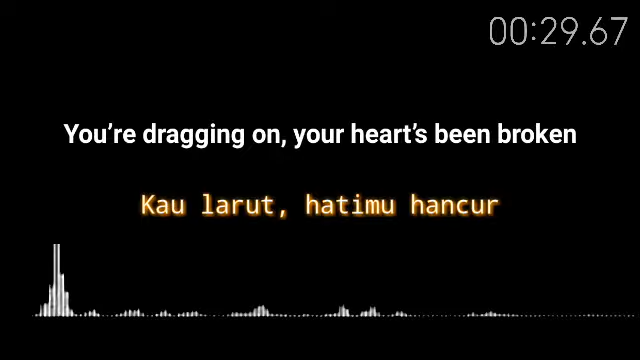 00:29.67
You’re dragging on, your heart’s been broken
Kau larut, hatimu hancur